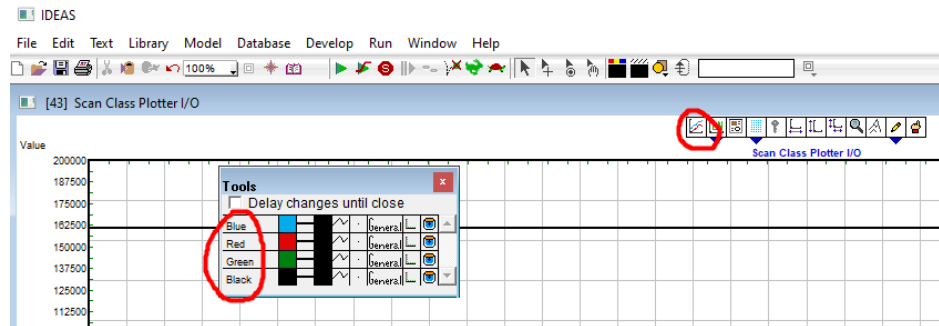 IDEAS
File Edit Text Library Model Database Develop Run Window Help
100%
[43] Scan Class Plotter I/O
Scan Class Plotter I/O
Value
200000
187500
175000
162500
150000
137500
125000
112500
Tools
x
Delay changes until close
Blue General
Red General
Green General
Black General